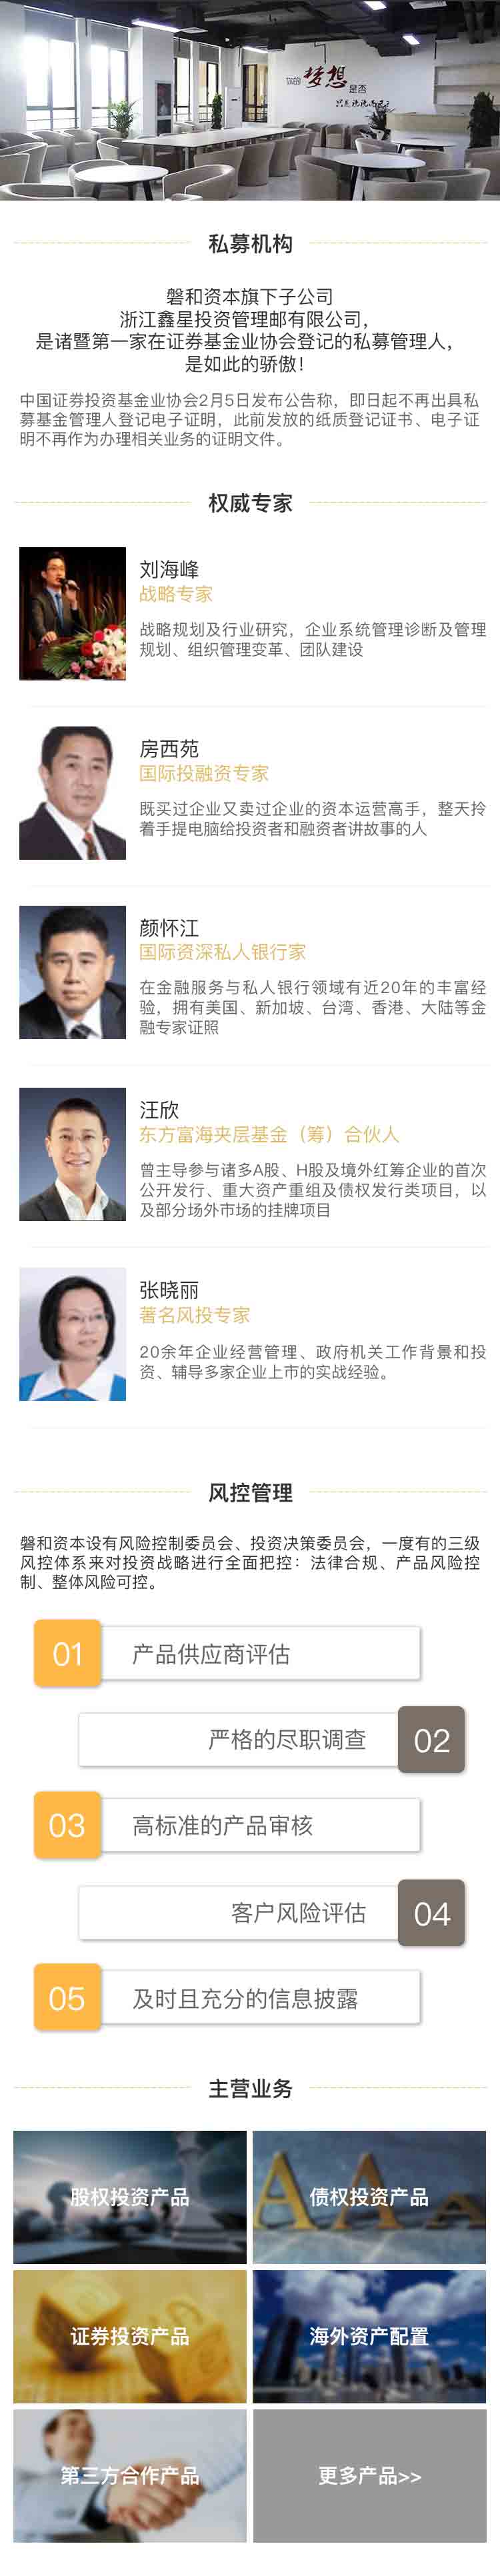 你的梦想是否
只是说说而已?
私募机构
磐和资本旗下子公司
浙江鑫星投资管理邮有限公司，
是诸暨第一家在证券基金业协会登记的私募管理人，
是如此的骄傲！
中国证券投资基金业协会2月5日发布公告称，即日起不再出具私
募基金管理人登记电子证明，此前发放的纸质登记证书、电子证
明不再作为办理相关业务的证明文件。
权威专家
刘海峰
战略专家
战略规划及行业研究，企业系统管理诊断及管理
规划、组织管理变革、团队建设
房西苑
国际投融资专家
既买过企业又卖过企业的资本运营高手，整天拎
着手提电脑给投资者和融资者讲故事的人
颜怀江
国际资深私人银行家
在金融服务与私人银行领域有近20年的丰富经
验，拥有美国、新加坡、台湾、香港、大陆等金
融专家证照
汪欣
东方富海夹层基金（筹）合伙人
曾主导参与诸多A股、H股及境外红筹企业的首次
公开发行、重大资产重组及债权发行类项目，以
及部分场外市场的挂牌项目
张晓丽
著名风投专家
20余年企业经营管理、政府机关工作背景和投
资、辅导多家企业上市的实战经验。
风控管理
磐和资本设有风险控制委员会、投资决策委员会，一度有的三级
风控体系来对投资战略进行全面把控：法律合规、产品风险控
制、整体风险可控。
01 产品供应商评估
严格的尽职调查 02
03 高标准的产品审核
客户风险评估 04
05 及时且充分的信息披露
主营业务
股权投资产品
债权投资产品
证券投资产品
海外资产配置
第三方合作产品
更多产品>>